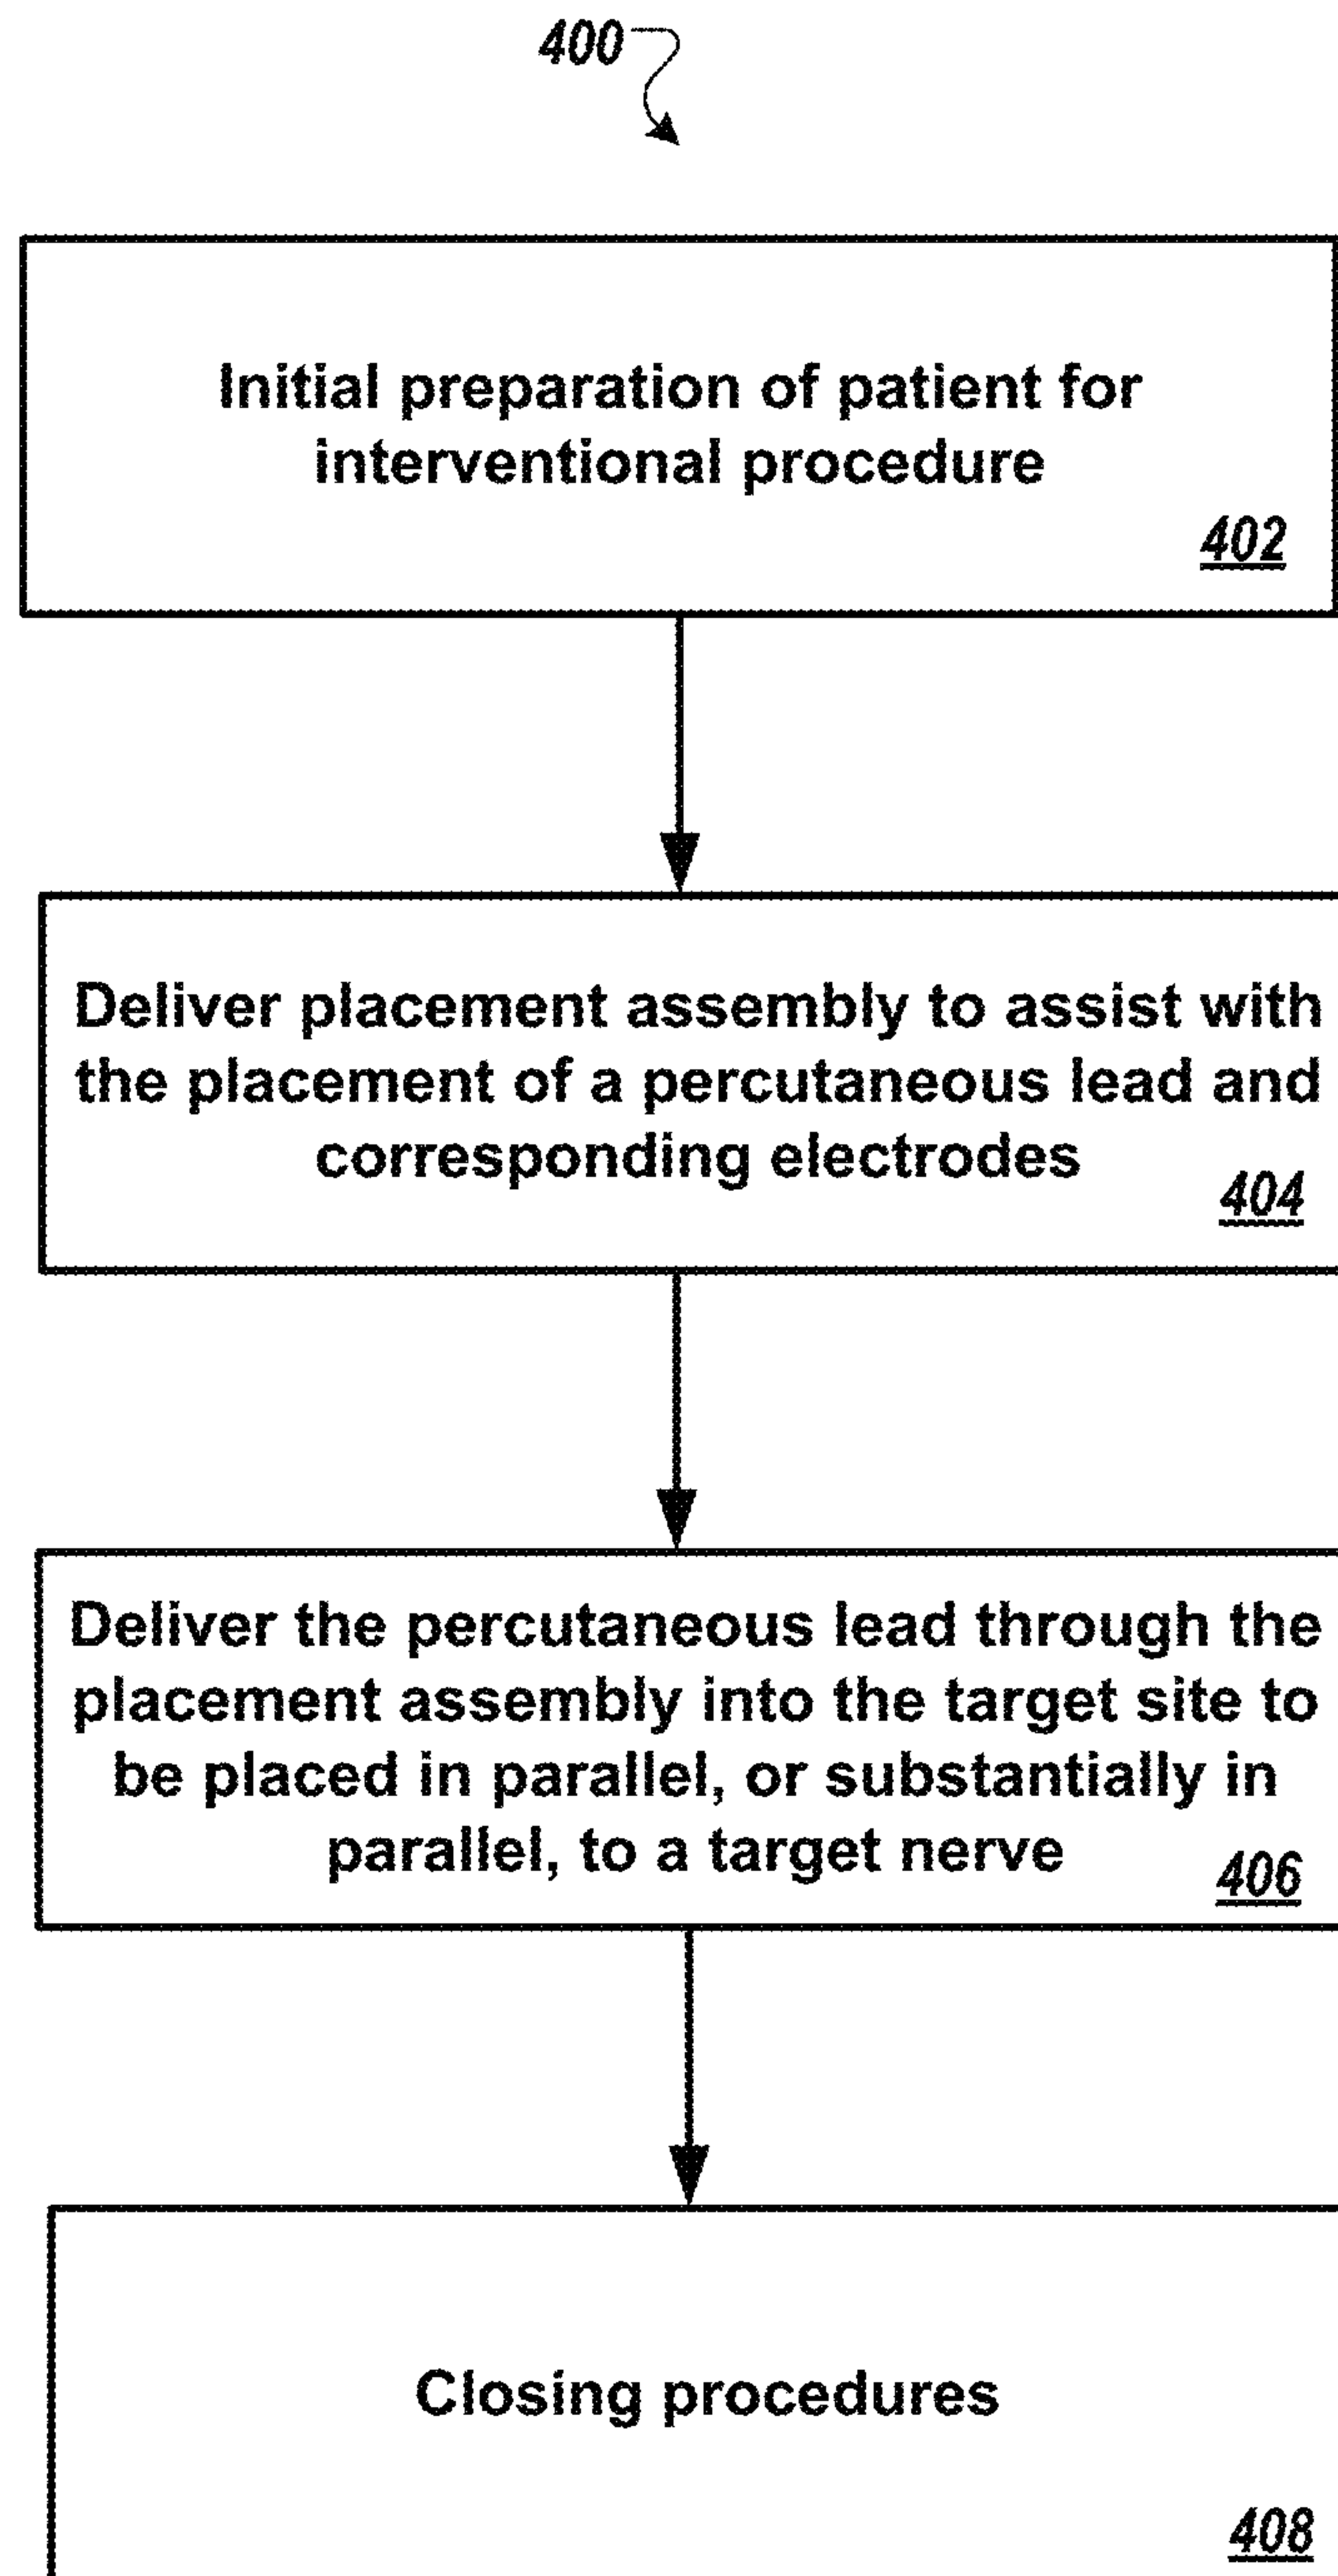 400
Initial preparation of patient for
interventional procedure
402
Deliver placement assembly to assist with
the placement of a percutaneous lead and
corresponding electrodes
404
Deliver the percutaneous lead through the
placement assembly into the target site to
be placed in parallel, or substantially in
parallel, to a target nerve
406
Closing procedures
408